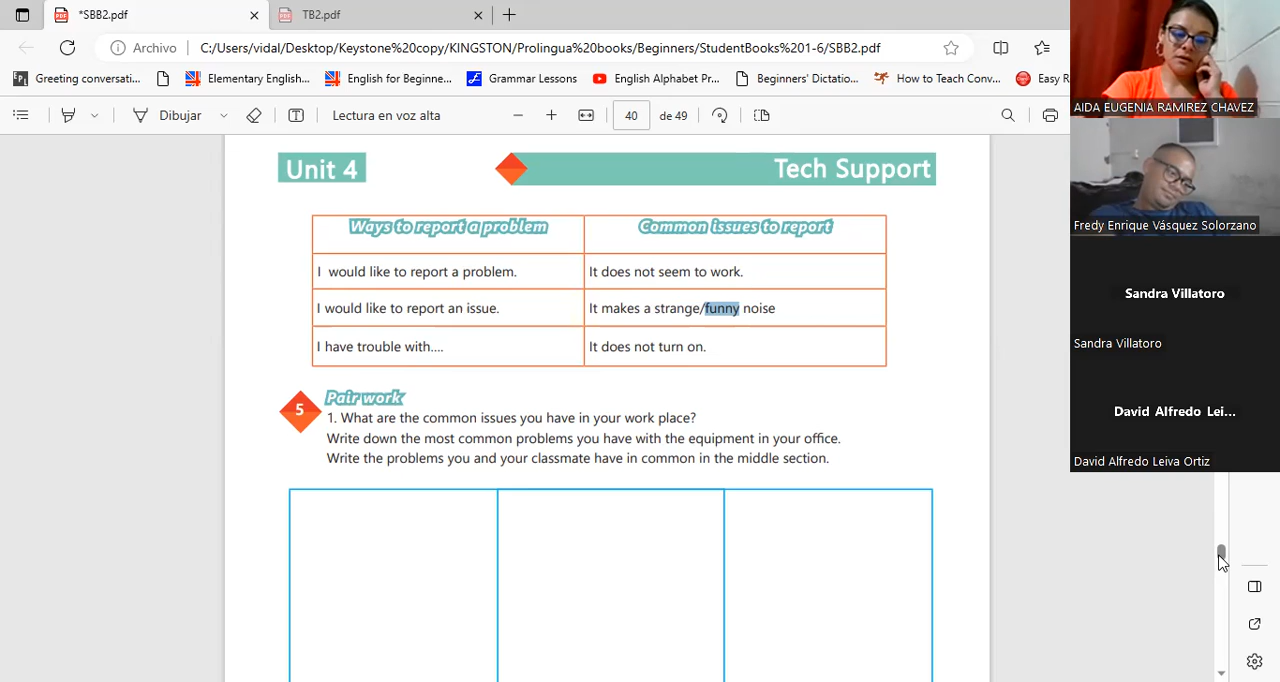 *SBB2.pdf
TB2.pdf
Archivo
C:/Users/vidal/Desktop/Keystone%20copy/KINGSTON/Prolingua%20books/Beginners/StudentBooks%201-6/SBB2.pdf
Greeting conversati...
Elementary English...
English for Beginne...
Grammar Lessons
English Alphabet Pr...
Beginners' Dictatio...
How to Teach Conv...
Easy R
Dibujar
Lectura en voz alta
40
de 49
Unit 4
Tech Support
Ways to report a problem
Common issues to report
I would like to report a problem.
It does not seem to work.
I would like to report an issue.
It makes a strange/funny noise
I have trouble with....
It does not turn on.
5
Pair work
1. What are the common issues you have in your work place?
Write down the most common problems you have with the equipment in your office.
Write the problems you and your classmate have in common in the middle section.
AIDA EUGENIA RAMIREZ CHAVEZ
Fredy Enrique Vásquez Solorzano
Sandra Villatoro
Sandra Villatoro
David Alfredo Lei...
David Alfredo Leiva Ortiz